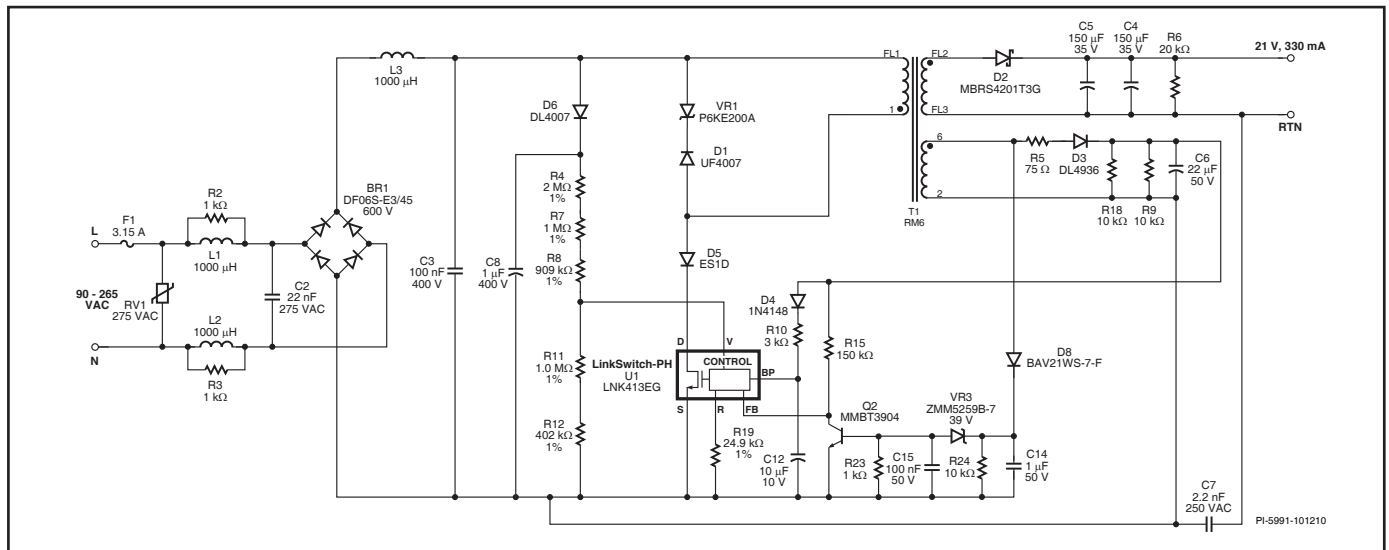 L3
1000 µH
D6
DL4007
VR1
P6KE200A
D1
UF4007
FL1
1
FL2
FL3
D2
MBRS4201T3G
C5
150 µF
35 V
C4
150 µF
35 V
R6
20 kΩ
21 V, 330 mA
RTN
6
2
R5
75 Ω
D3
DL4936
C6
22 µF
50 V
R18
10 kΩ
R9
10 kΩ
T1
RM6
R4
2 MΩ
1%
R7
1 MΩ
1%
R8
909 kΩ
1%
BR1
DF06S-E3/45
600 V
R2
1 kΩ
F1
3.15 A
L
L1
1000 µH
C3
100 nF
400 V
C8
1 µF
400 V
D5
ES1D
90 - 265
VAC
RV1
275 VAC
C2
22 nF
275 VAC
L2
1000 µH
N
R3
1 kΩ
D4
1N4148
R10
3 kΩ
R15
150 kΩ
D8
BAV21WS-7-F
R11
1.0 MΩ
1%
LinkSwitch-PH
U1
LNK413EG
D
V
CONTROL
BP
S
R
FB
R12
402 kΩ
1%
R19
24.9 kΩ
1%
Q2
MMBT3904
VR3
ZMM5259B-7
39 V
C12
10 µF
10 V
R23
1 kΩ
C15
100 nF
50 V
R24
10 kΩ
C14
1 µF
50 V
C7
2.2 nF
250 VAC
PI-5991-101210